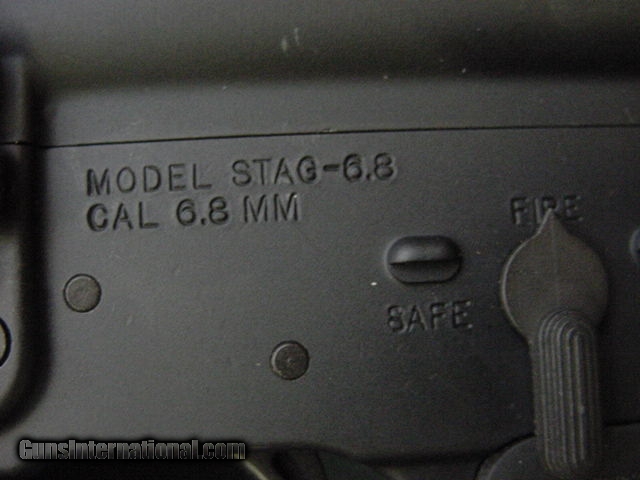 MODEL STAG-6.8
CAL 6.8 MM
FIRE
SAFE
GunsInternational.com